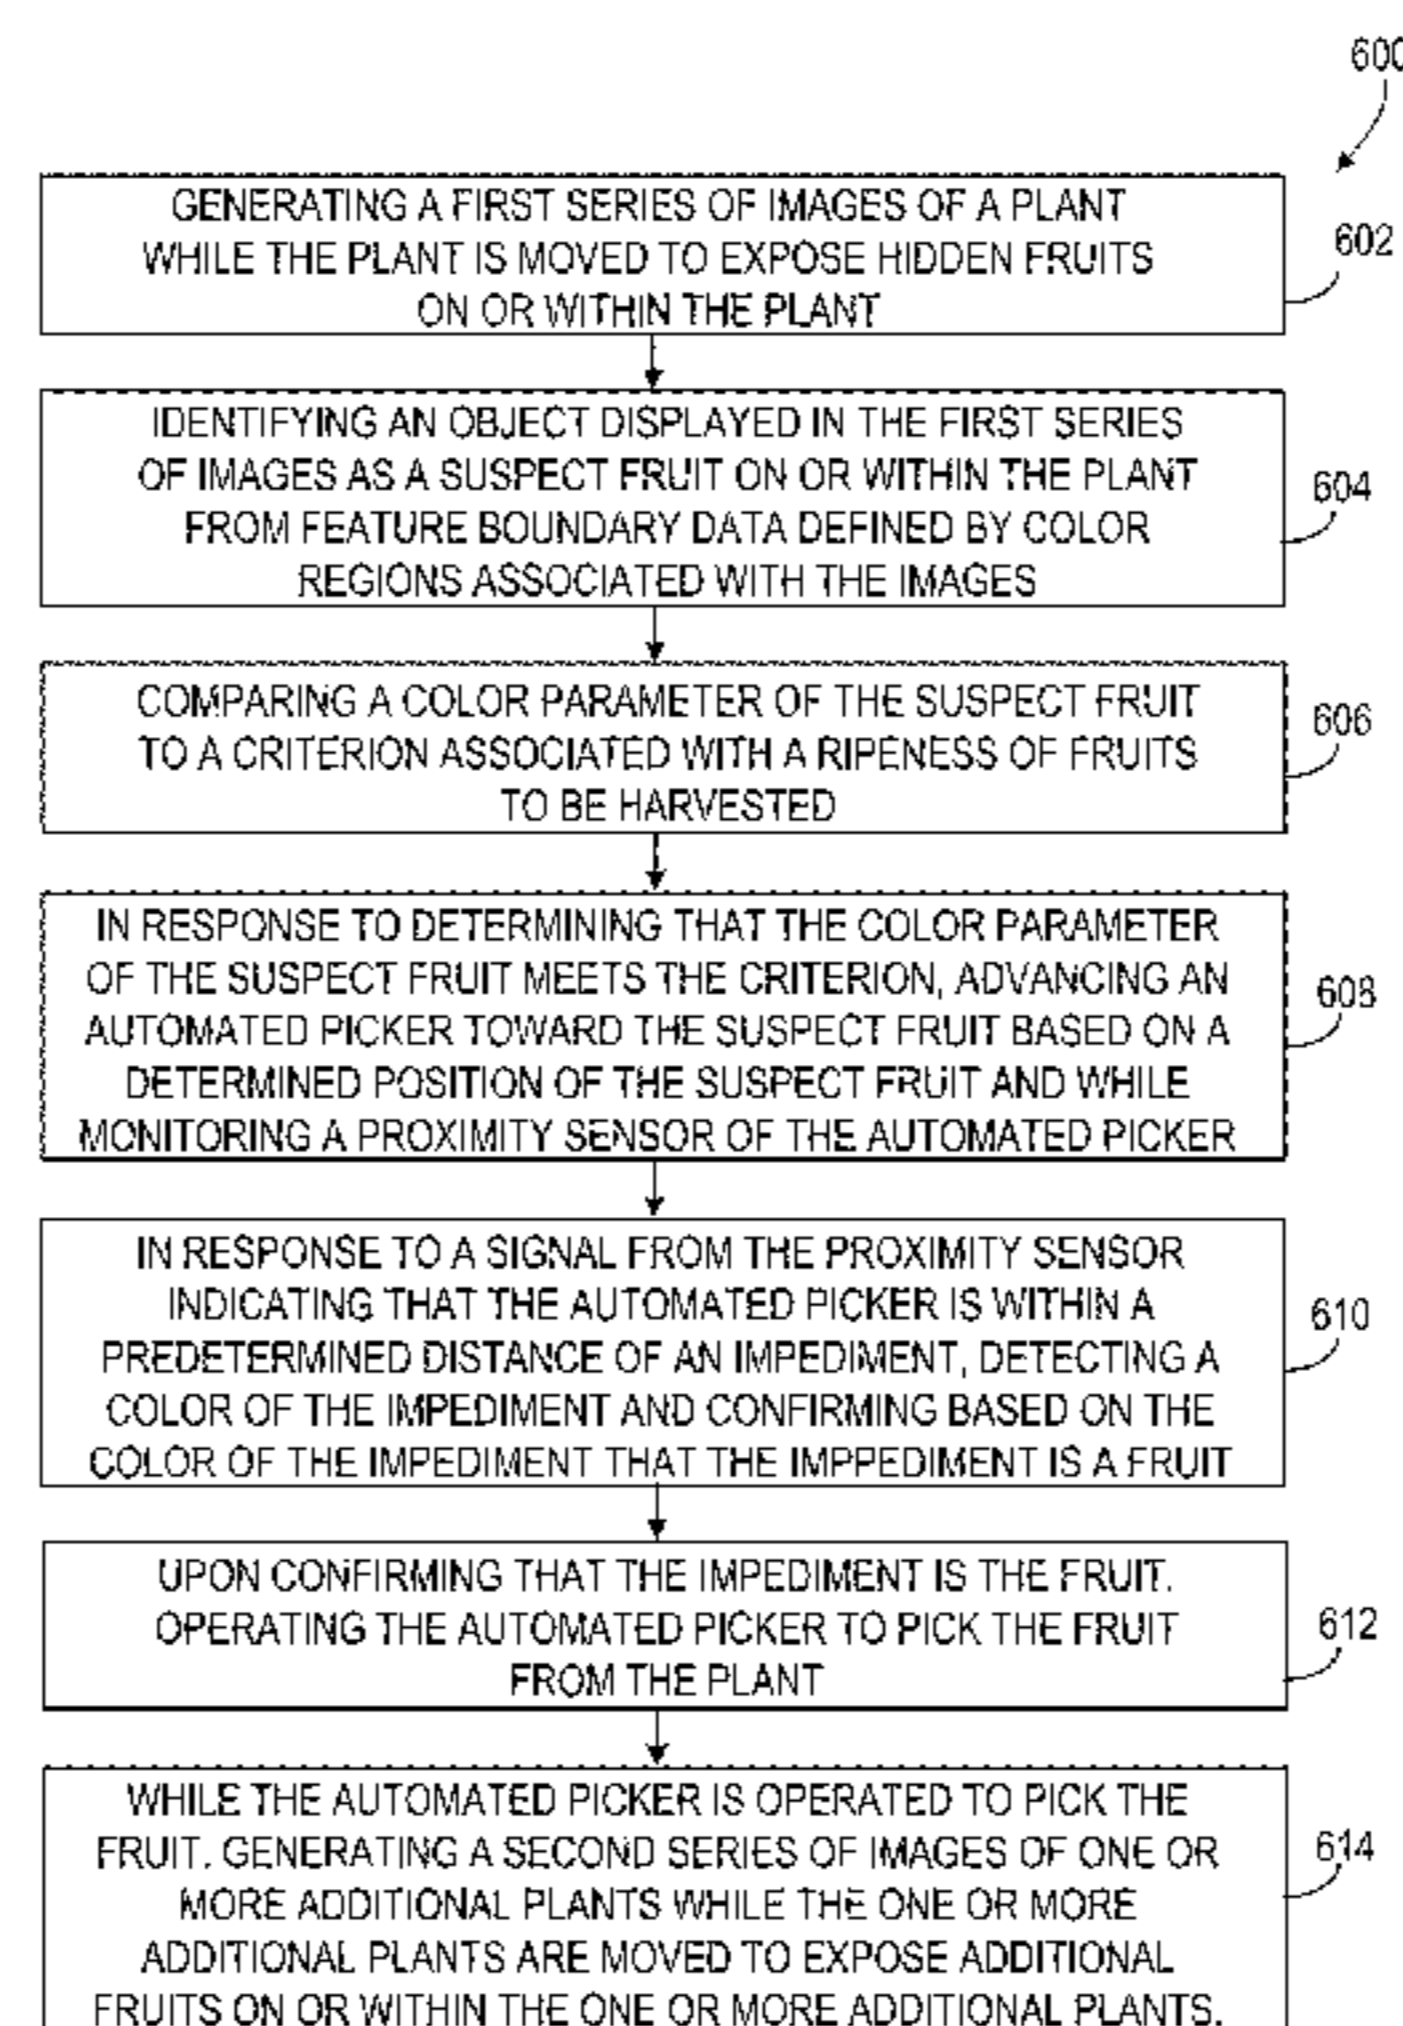 600
GENERATING A FIRST SERIES OF IMAGES OF A PLANT
WHILE THE PLANT IS MOVED TO EXPOSE HIDDEN FRUITS
ON OR WITHIN THE PLANT
602
IDENTIFYING AN OBJECT DISPLAYED IN THE FIRST SERIES
OF IMAGES AS A SUSPECT FRUIT ON OR WITHIN THE PLANT
FROM FEATURE BOUNDARY DATA DEFINED BY COLOR
REGIONS ASSOCIATED WITH THE IMAGES
604
COMPARING A COLOR PARAMETER OF THE SUSPECT FRUIT
TO A CRITERION ASSOCIATED WITH A RIPENESS OF FRUITS
TO BE HARVESTED
606
IN RESPONSE TO DETERMINING THAT THE COLOR PARAMETER
OF THE SUSPECT FRUIT MEETS THE CRITERION, ADVANCING AN
AUTOMATED PICKER TOWARD THE SUSPECT FRUIT BASED ON A
DETERMINED POSITION OF THE SUSPECT FRUIT AND WHILE
MONITORING A PROXIMITY SENSOR OF THE AUTOMATED PICKER
608
IN RESPONSE TO A SIGNAL FROM THE PROXIMITY SENSOR
INDICATING THAT THE AUTOMATED PICKER IS WITHIN A
PREDETERMINED DISTANCE OF AN IMPEDIMENT, DETECTING A
COLOR OF THE IMPEDIMENT AND CONFIRMING BASED ON THE
COLOR OF THE IMPEDIMENT THAT THE IMPPEDIMENT IS A FRUIT
610
UPON CONFIRMING THAT THE IMPEDIMENT IS THE FRUIT.
OPERATING THE AUTOMATED PICKER TO PICK THE FRUIT
FROM THE PLANT
612
WHILE THE AUTOMATED PICKER IS OPERATED TO PICK THE
FRUIT. GENERATING A SECOND SERIES OF IMAGES OF ONE OR
MORE ADDITIONAL PLANTS WHILE THE ONE OR MORE
ADDITIONAL PLANTS ARE MOVED TO EXPOSE ADDITIONAL
FRUITS ON OR WITHIN THE ONE OR MORE ADDITIONAL PLANTS.
614